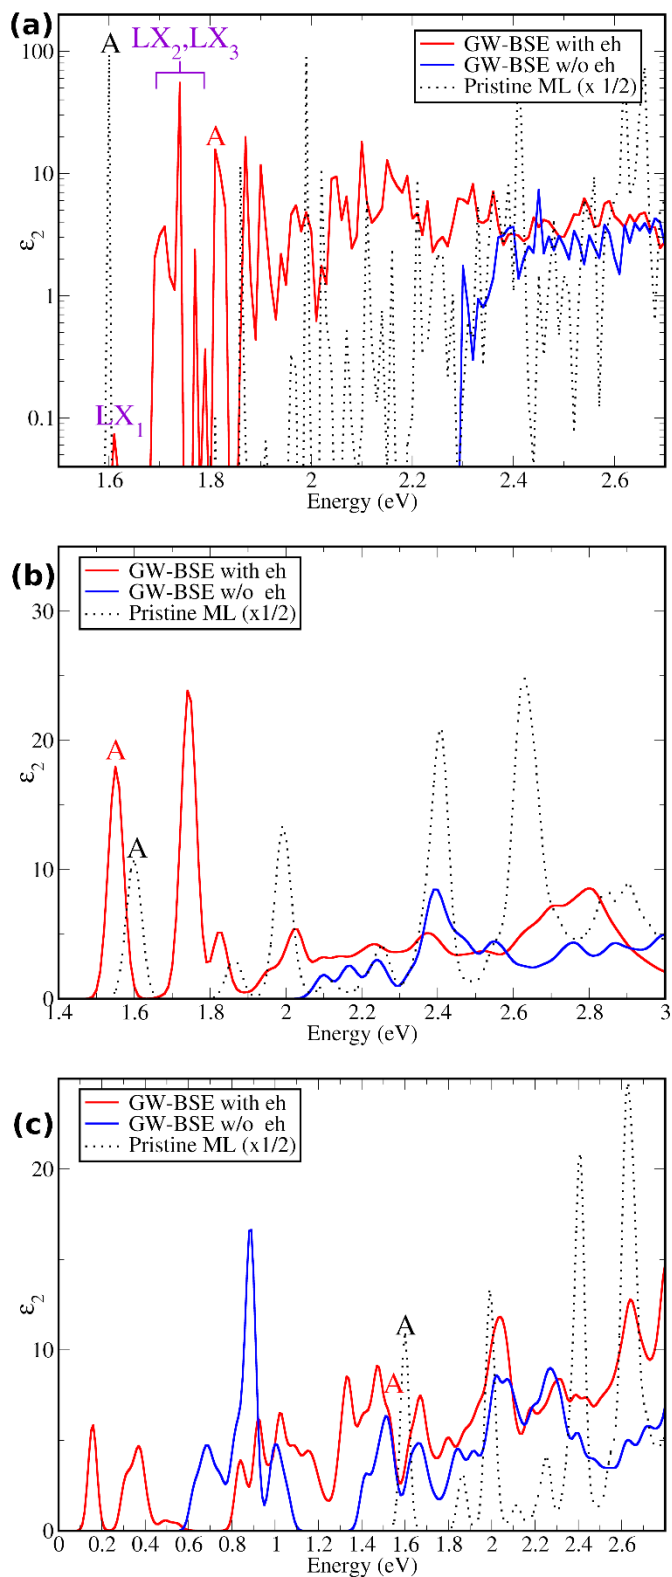 (a)
100
10
1
0.1
ε2
A
LX2,LX3
A
LX1
GW-BSE with eh
GW-BSE w/o eh
Pristine ML (x 1/2)
1.6 1.8 2 2.2 2.4 2.6
Energy (eV)
(b)
30
20
10
0
ε2
GW-BSE with eh
GW-BSE w/o eh
Pristine ML (x1/2)
A
A
1.4 1.6 1.8 2 2.2 2.4 2.6 2.8 3
Energy (eV)
(c)
20
10
0
ε2
GW-BSE with eh
GW-BSE w/o eh
Pristine ML (x1/2)
A
A
0 0.2 0.4 0.6 0.8 1 1.2 1.4 1.6 1.8 2 2.2 2.4 2.6
Energy (eV)